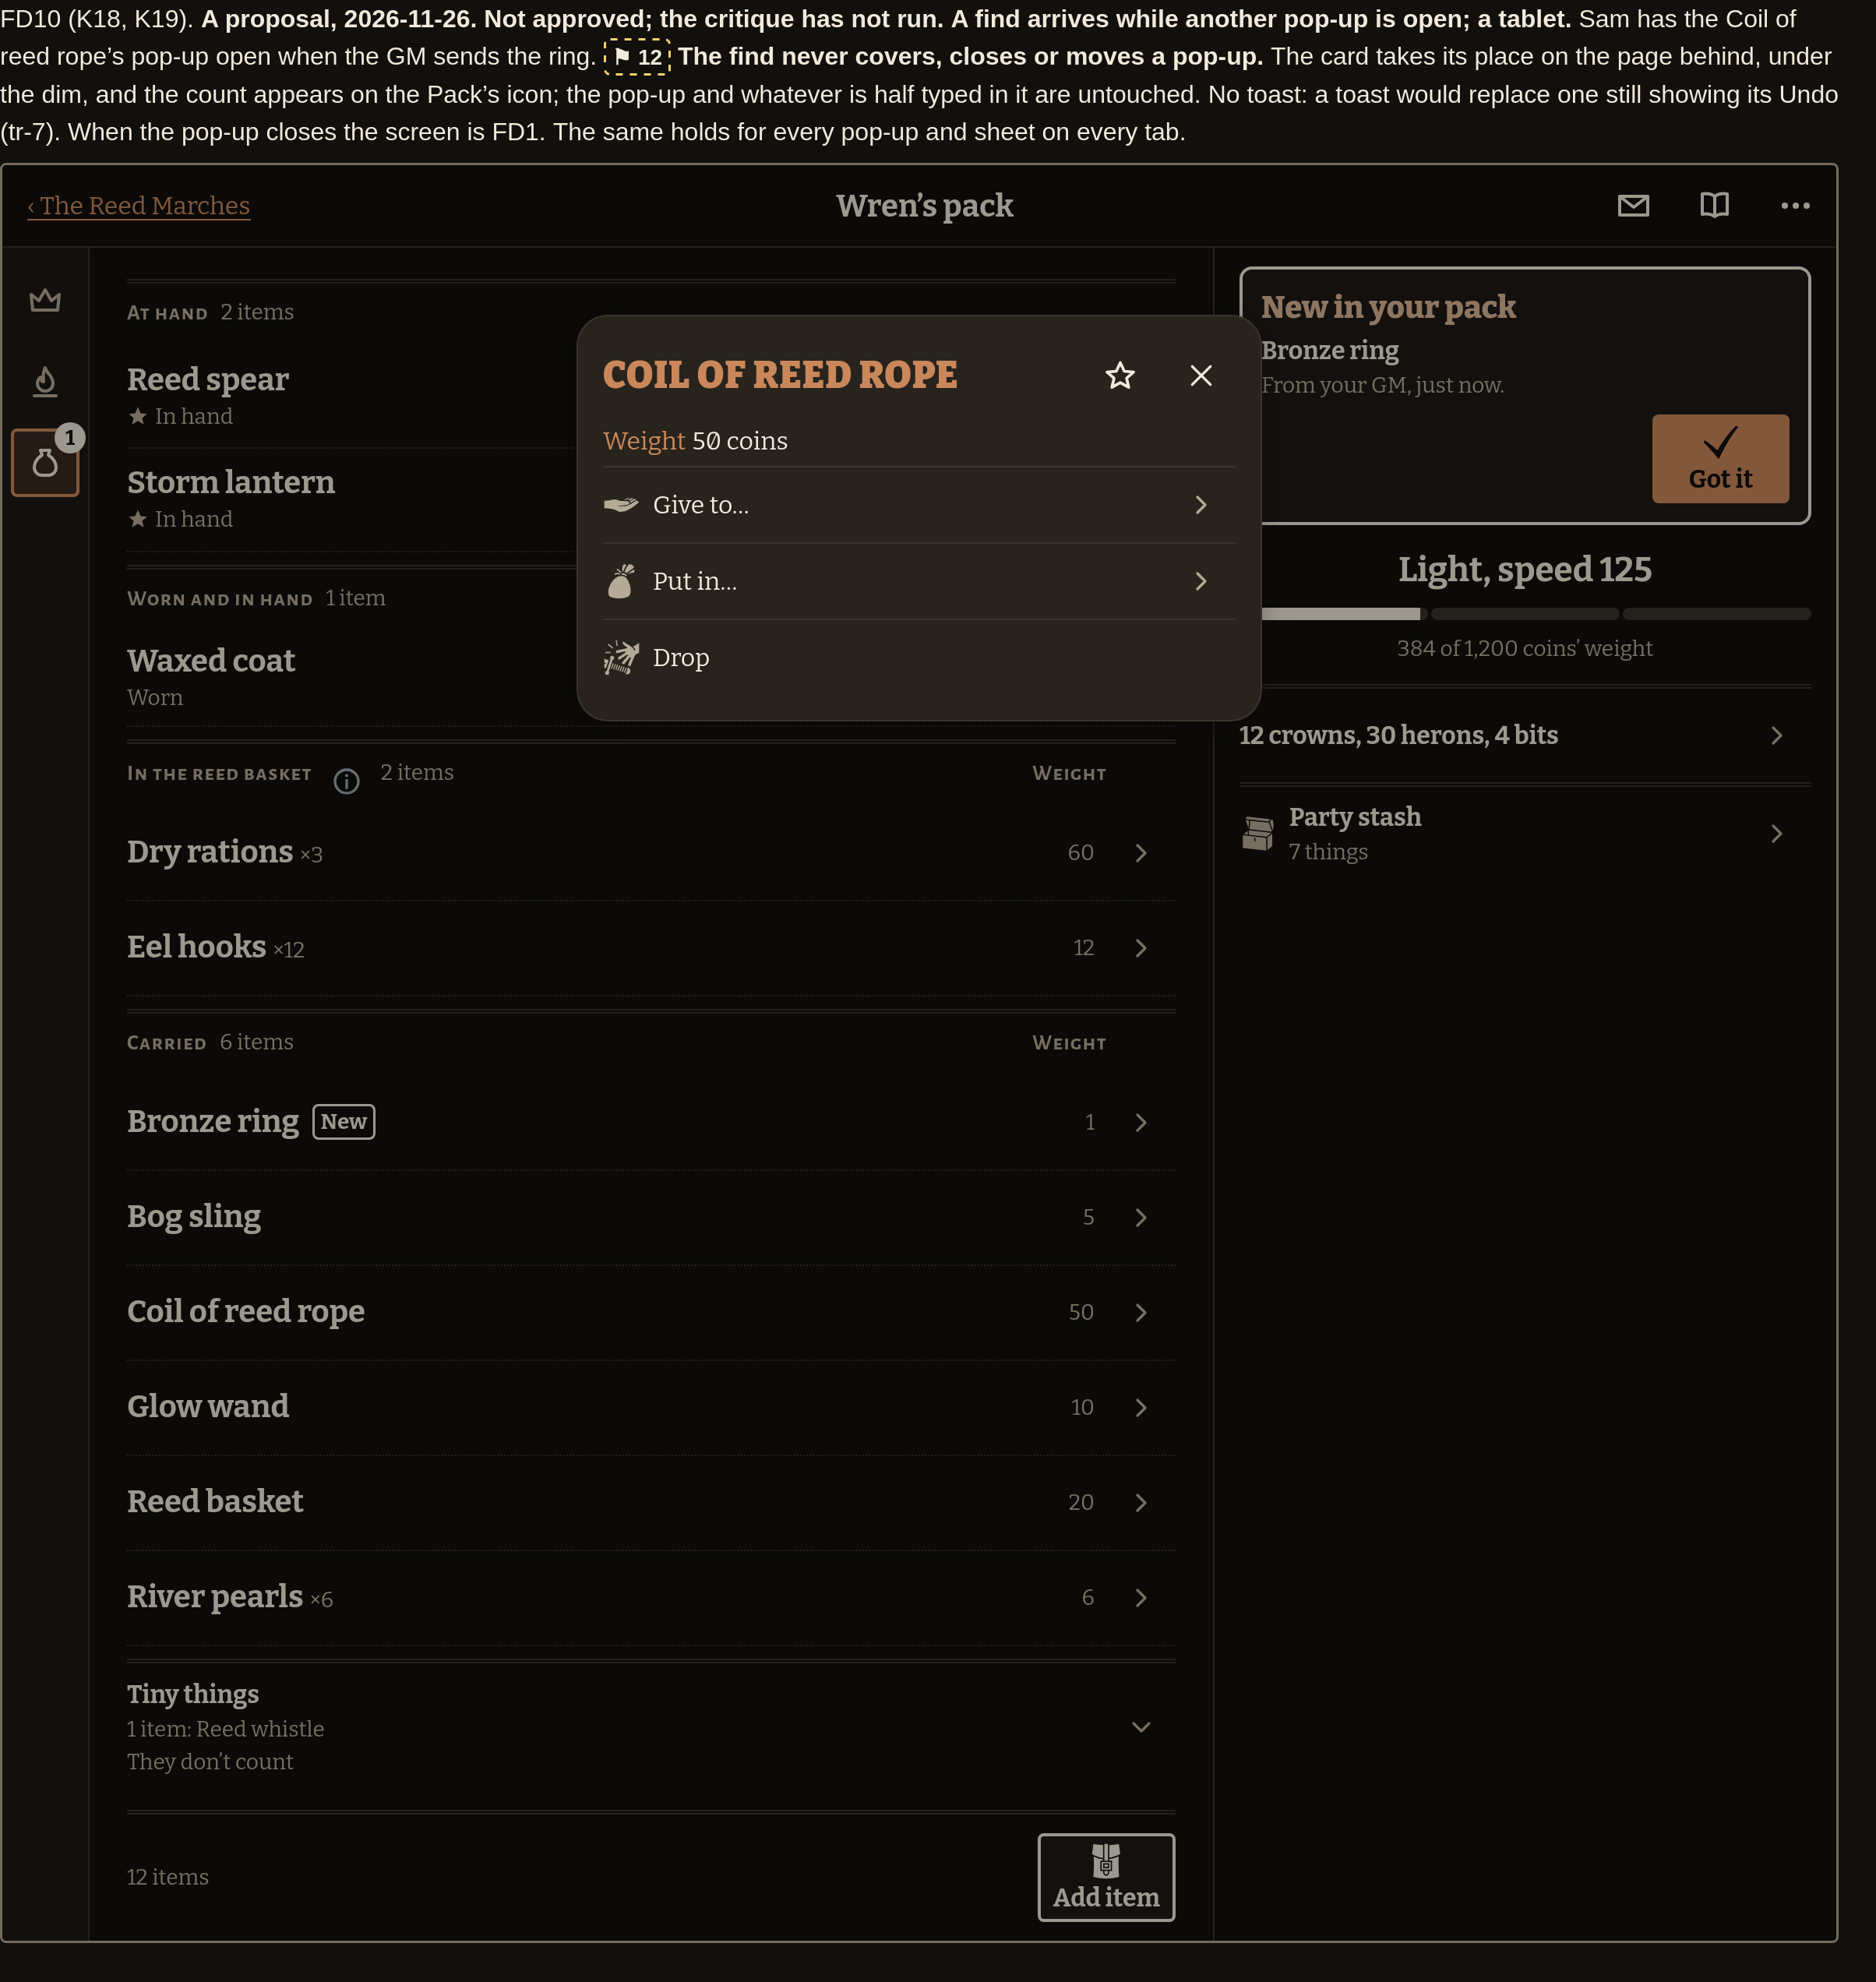 FD10 (K18, K19). A proposal, 2026-11-26. Not approved; the critique has not run. A find arrives while another pop-up is open; a tablet. Sam has the Coil of
reed rope’s pop-up open when the GM sends the ring. ⚑ 12 The find never covers, closes or moves a pop-up. The card takes its place on the page behind, under
the dim, and the count appears on the Pack’s icon; the pop-up and whatever is half typed in it are untouched. No toast: a toast would replace one still showing its Undo
(tr-7). When the pop-up closes the screen is FD1. The same holds for every pop-up and sheet on every tab.
‹ The Reed Marches
Wren’s pack
1
At hand 2 items
Reed spear
★ In hand
Storm lantern
★ In hand
Worn and in hand 1 item
Waxed coat
Worn
In the reed basket 2 items Weight
Dry rations ×3 60
Eel hooks ×12 12
Carried 6 items Weight
Bronze ring New 1
Bog sling 5
Coil of reed rope 50
Glow wand 10
Reed basket 20
River pearls ×6 6
Tiny things
1 item: Reed whistle
They don’t count
12 items
Add item
COIL OF REED ROPE
Weight 50 coins
Give to...
Put in...
Drop
New in your pack
Bronze ring
From your GM, just now.
Got it
Light, speed 125
384 of 1,200 coins’ weight
12 crowns, 30 herons, 4 bits
Party stash
7 things